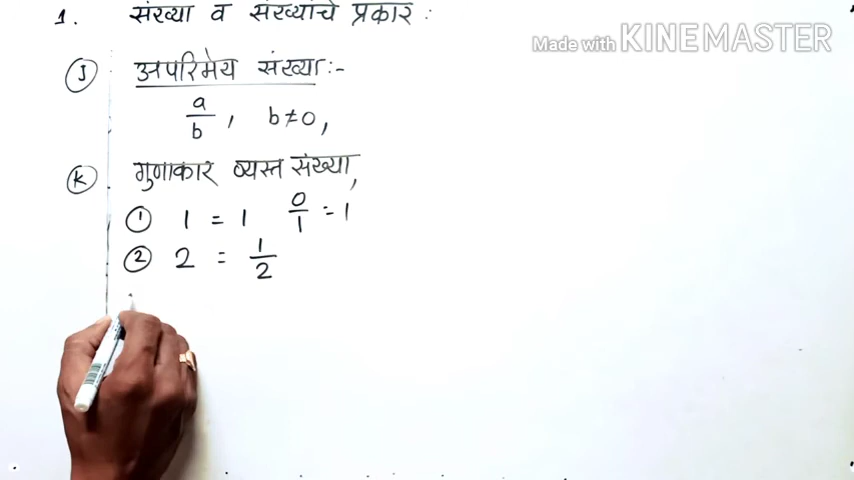 1. संख्या व संख्यांचे प्रकार :
Made with KINEMASTER
J अपरिमेय संख्या:-
a/b, b≠0,
K गुणाकार व्यस्त संख्या,
1 1 = 1 0/1 = 1
2 2 = 1/2